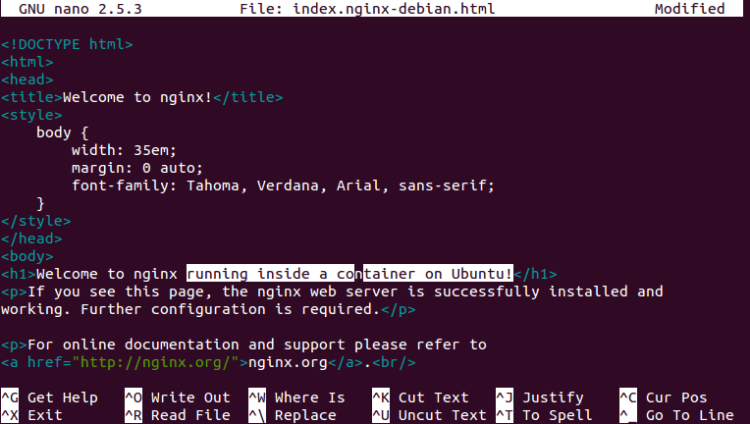 GNU nano 2.5.3 File: index.nginx-debian.html Modified
<!DOCTYPE html>
<html>
<head>
<title>Welcome to nginx!</title>
<style>
    body {
        width: 35em;
        margin: 0 auto;
        font-family: Tahoma, Verdana, Arial, sans-serif;
    }
</style>
</head>
<body>
<h1>Welcome to nginx running inside a container on Ubuntu!</h1>
<p>If you see this page, the nginx web server is successfully installed and
working. Further configuration is required.</p>
<p>For online documentation and support please refer to
<a href="http://nginx.org/">nginx.org</a>.<br/>
^G Get Help ^O Write Out ^W Where Is ^K Cut Text ^J Justify ^C Cur Pos
^X Exit ^R Read File ^\ Replace ^U Uncut Text ^T To Spell ^_ Go To Line